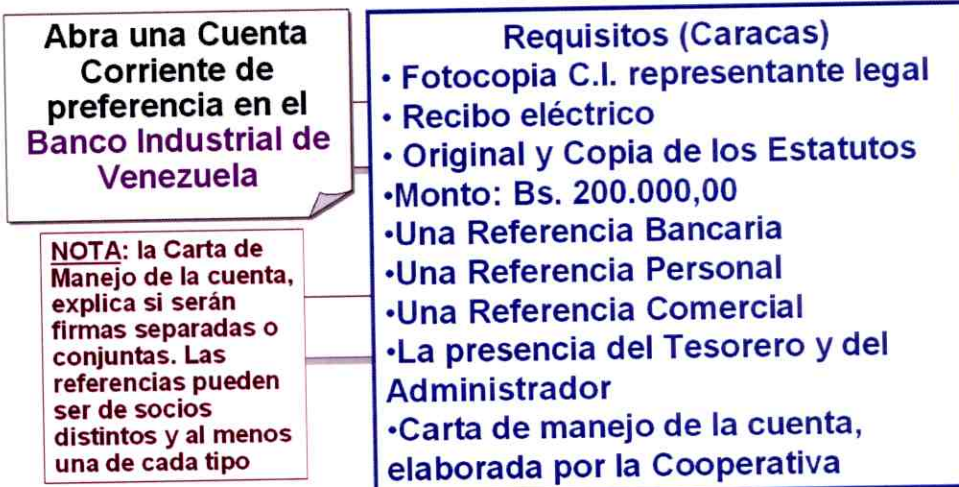 Abra una Cuenta
Corriente de
preferencia en el
Banco Industrial de
Venezuela
NOTA: la Carta de
Manejo de la cuenta,
explica si serán
firmas separadas o
conjuntas. Las
referencias pueden
ser de socios
distintos y al menos
una de cada tipo
Requisitos (Caracas)
• Fotocopia C.I. representante legal
• Recibo eléctrico
• Original y Copia de los Estatutos
•Monto: Bs. 200.000,00
•Una Referencia Bancaria
•Una Referencia Personal
•Una Referencia Comercial
•La presencia del Tesorero y del
Administrador
•Carta de manejo de la cuenta,
elaborada por la Cooperativa